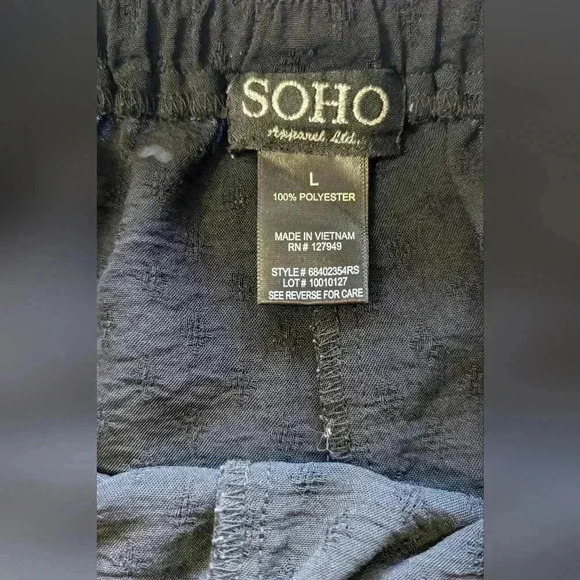 SOHO
Apparel, Ltd.
L
100% POLYESTER
MADE IN VIETNAM
RN# 127949
STYLE# 68402354RS
LOT# 10010127
SEE REVERSE FOR CARE